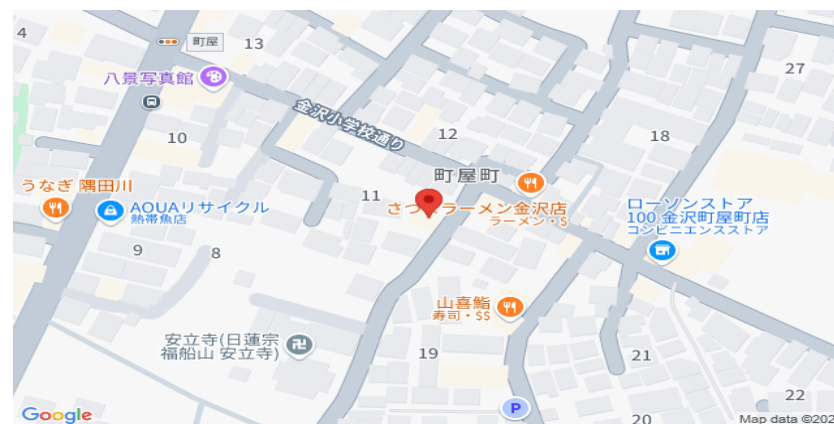 4
町屋
13
27
八景写真館
金沢小学校通り
10
12
18
町屋町
うなぎ 隅田川
AQUAリサイクル
熱帯魚店
11
さつ
ラーメン金沢店
ラーメン・$
ローソンストア
100 金沢町屋町店
コンビニエンスストア
9
8
山喜鮨
寿司・$$
安立寺(日蓮宗
福船山 安立寺)
19
21
P
22
20
Google
Map data ©202